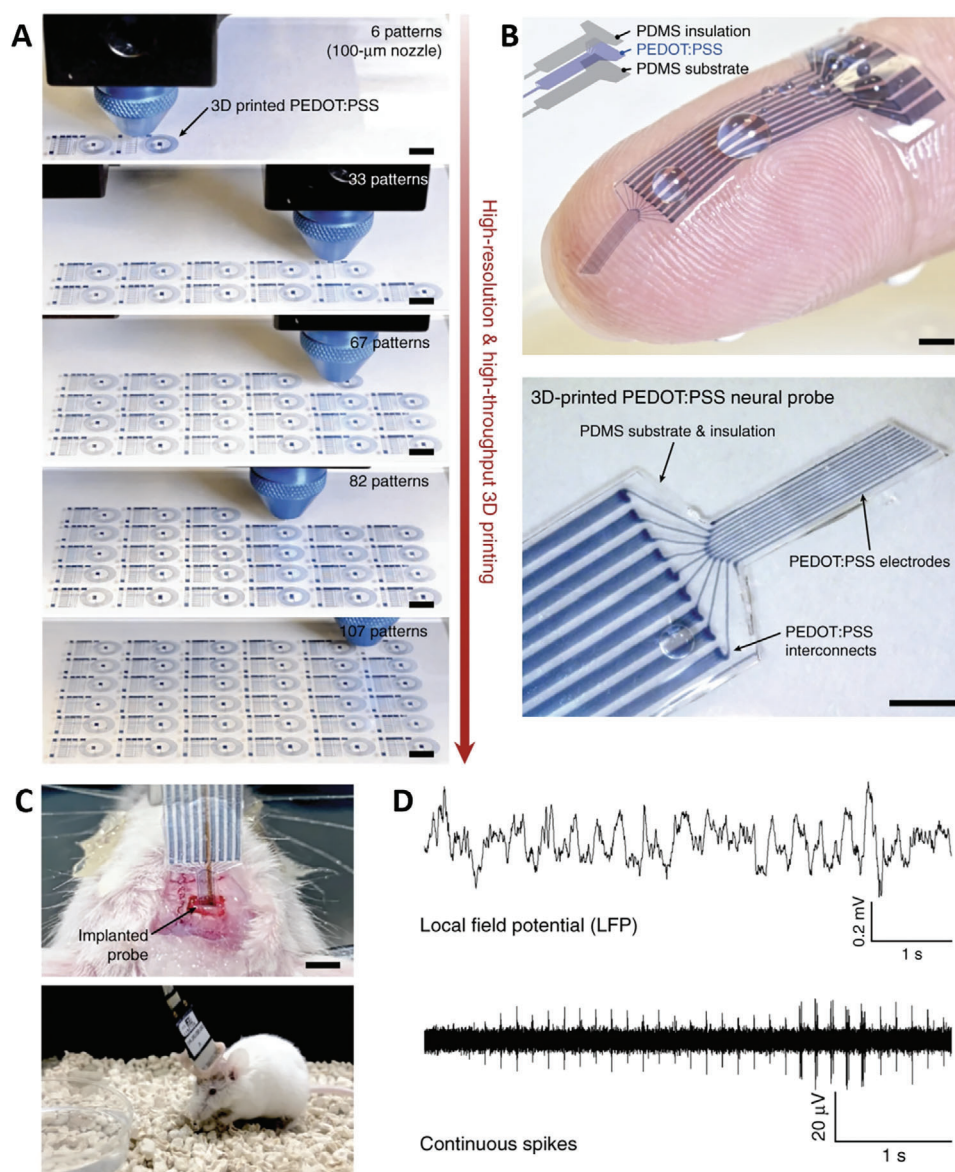 A
6 patterns
(100-μm nozzle)
3D printed PEDOT:PSS
33 patterns
67 patterns
82 patterns
107 patterns
High-resolution & high-throughput 3D printing
B
PDMS insulation
PEDOT:PSS
PDMS substrate
3D-printed PEDOT:PSS neural probe
PDMS substrate & insulation
PEDOT:PSS electrodes
PEDOT:PSS
interconnects
C
Implanted
probe
D
Local field potential (LFP)
0.2 mV
1 s
Continuous spikes
20 μV
1 s